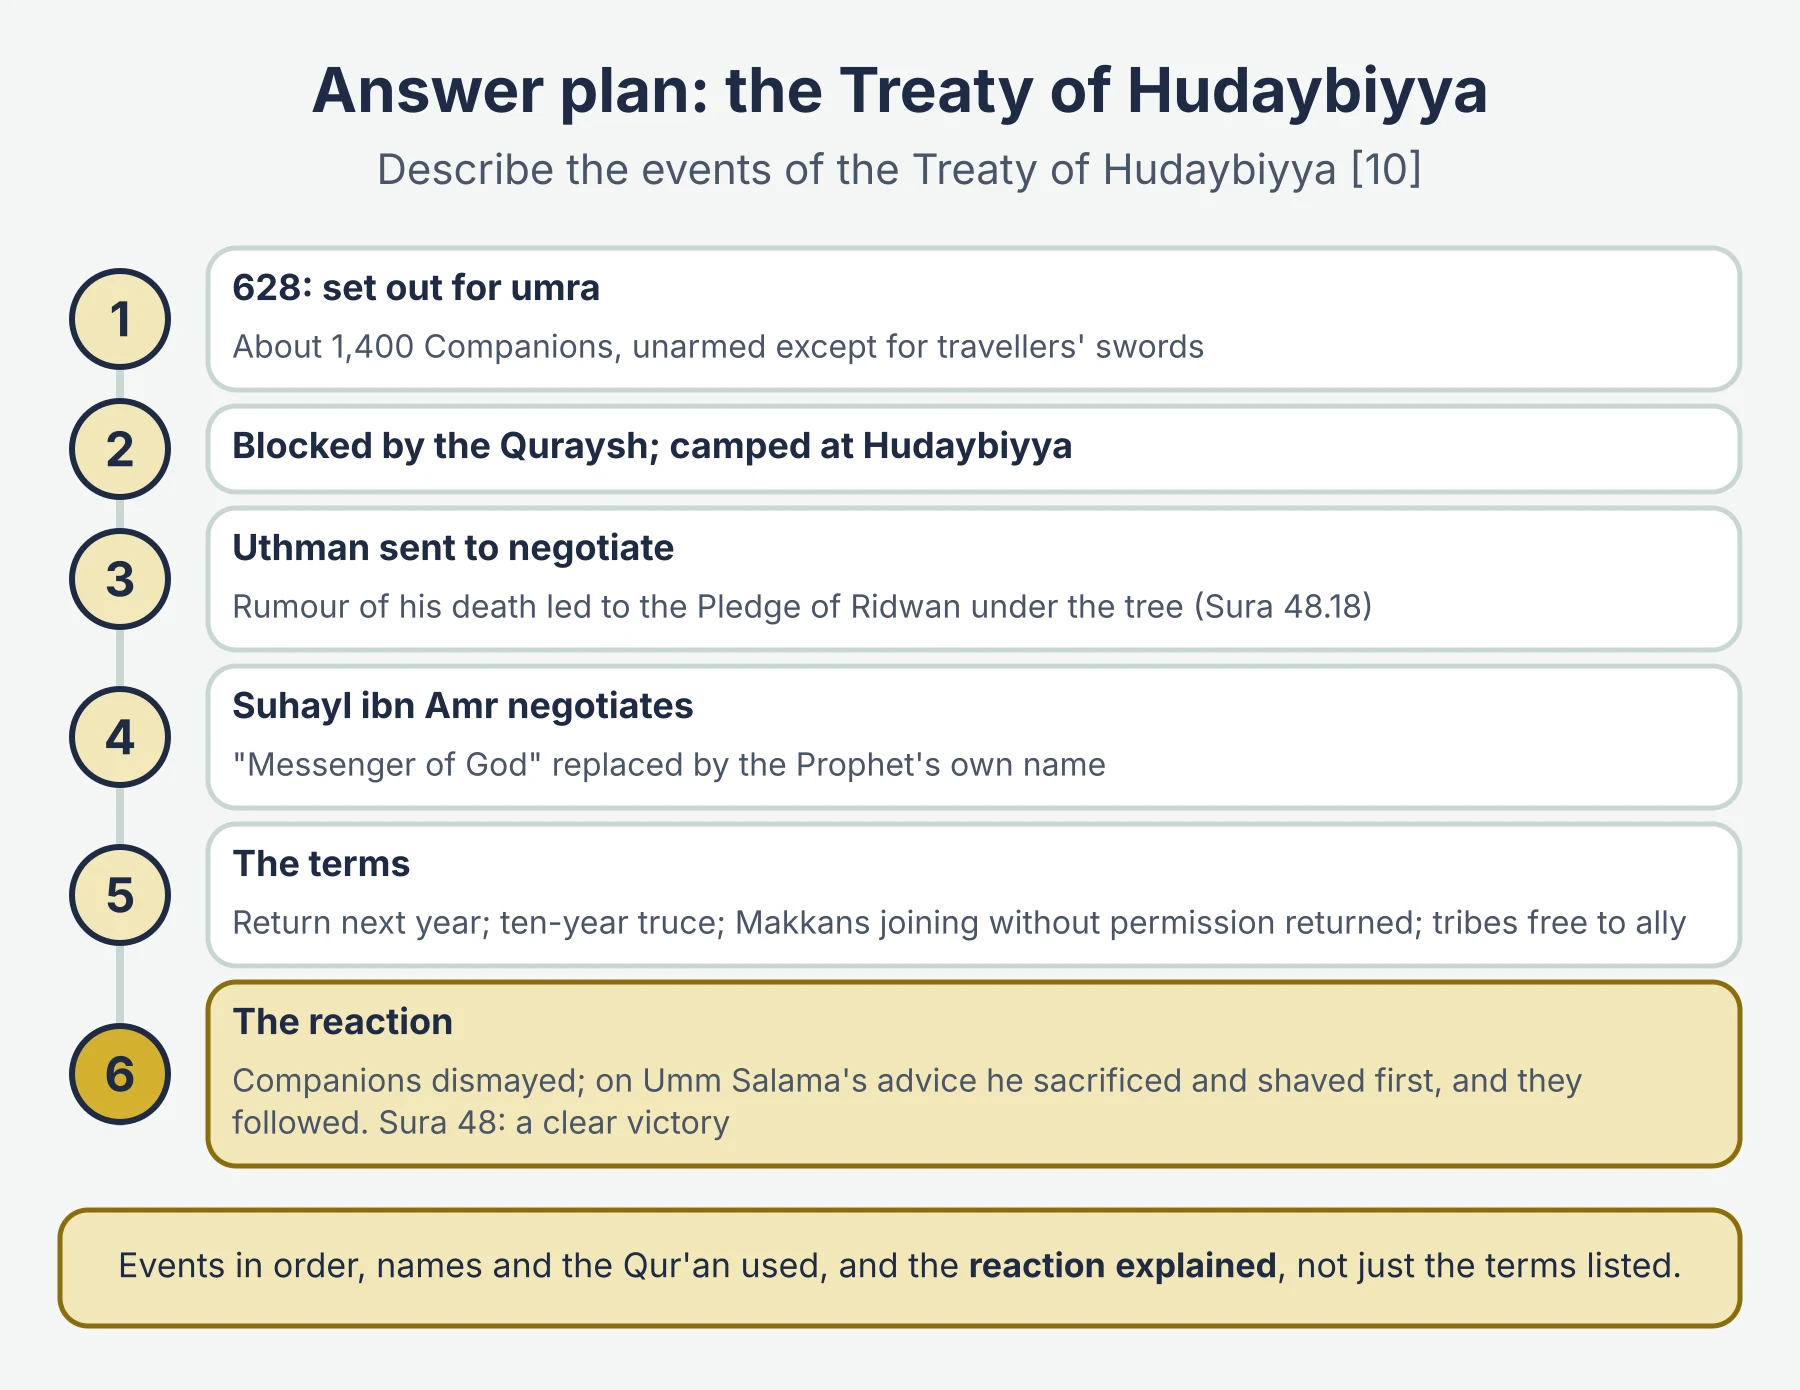 Answer plan: the Treaty of Hudaybiyya
Describe the events of the Treaty of Hudaybiyya [10]
1
628: set out for umra
About 1,400 Companions, unarmed except for travellers' swords
2
Blocked by the Quraysh; camped at Hudaybiyya
3
Uthman sent to negotiate
Rumour of his death led to the Pledge of Ridwan under the tree (Sura 48.18)
4
Suhayl ibn Amr negotiates
"Messenger of God" replaced by the Prophet's own name
5
The terms
Return next year; ten-year truce; Makkans joining without permission returned; tribes free to ally
6
The reaction
Companions dismayed; on Umm Salama's advice he sacrificed and shaved first, and they
followed. Sura 48: a clear victory
Events in order, names and the Qur'an used, and the reaction explained, not just the terms listed.